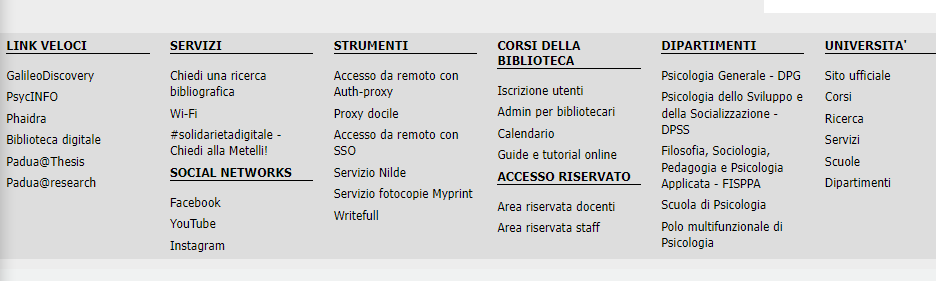 LINK VELOCI
GalileoDiscovery
PsycINFO
Phaidra
Biblioteca digitale
Padua@Thesis
Padua@research
SERVIZI
Chiedi una ricerca
bibliografica
Wi-Fi
#solidarietadigitale -
Chiedi alla Metelli!
SOCIAL NETWORKS
Facebook
YouTube
Instagram
STRUMENTI
Accesso da remoto con
Auth-proxy
Proxy docile
Accesso da remoto con
SSO
Servizio Nilde
Servizio fotocopie Myprint
Writefull
CORSI DELLA
BIBLIOTECA
Iscrizione utenti
Admin per bibliotecari
Calendario
Guide e tutorial online
ACCESSO RISERVATO
Area riservata docenti
Area riservata staff
DIPARTIMENTI
Psicologia Generale - DPG
Psicologia dello Sviluppo e
della Socializzazione -
DPSS
Filosofia, Sociologia,
Pedagogia e Psicologia
Applicata - FISPPA
Scuola di Psicologia
Polo multifunzionale di
Psicologia
UNIVERSITA'
Sito ufficiale
Corsi
Ricerca
Servizi
Scuole
Dipartimenti